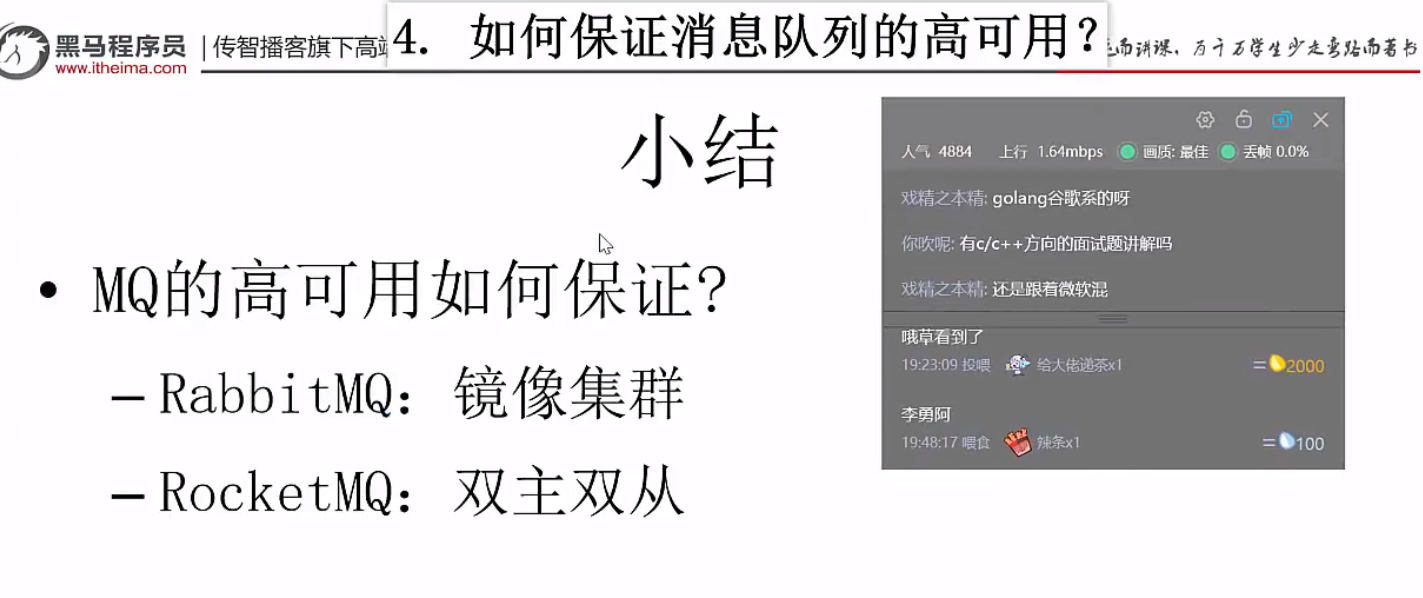 4. 如何保证消息队列的高可用?
黑马程序员 | 传智播客旗下高端
www.itheima.com
而讲课、万千万学生少走弯路而著书
小结
• MQ的高可用如何保证?
– RabbitMQ: 镜像集群
– RocketMQ: 双主双从
人气 4884 上行 1.64mbps 画质: 最佳 丢帧 0.0%
戏精之本精: golang谷歌系的呀
你吹呢: 有c/c++方向的面试题讲解吗
戏精之本精: 还是跟着微软混
哦草看到了
19:23:09 投喂 给大佬递茶x1 =2000
李勇阿
19:48:17 喂食 辣条x1 =100